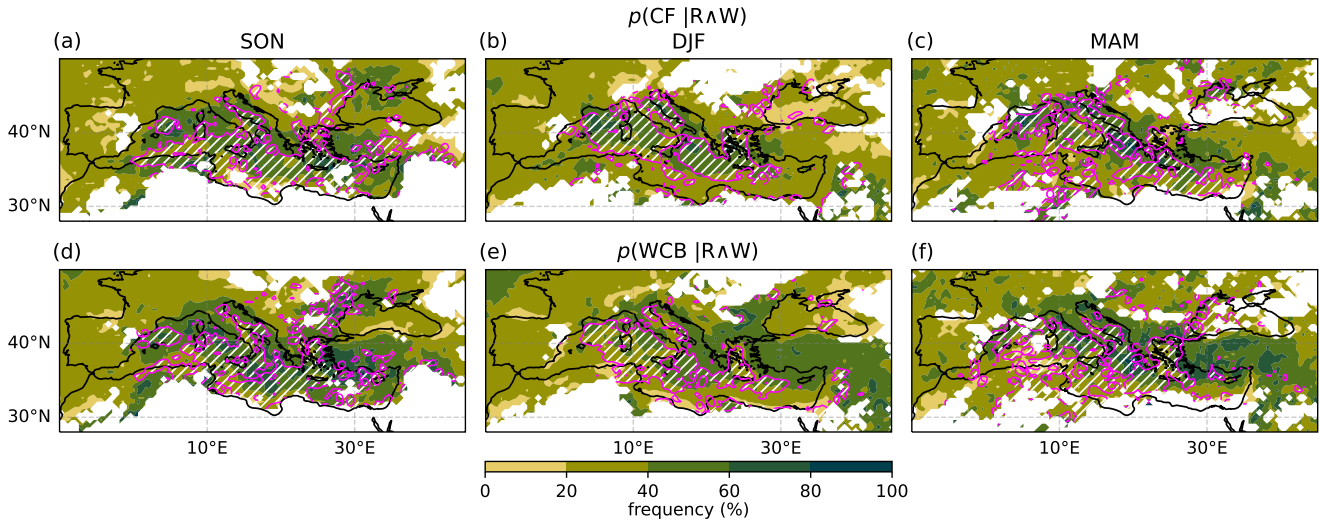 p(CF |R∧W)
(a) SON (b) DJF (c) MAM
40°N
30°N
(d) (e) p(WCB |R∧W) (f)
40°N
30°N
10°E 30°E 10°E 30°E 10°E 30°E
0 20 40 60 80 100
frequency (%)